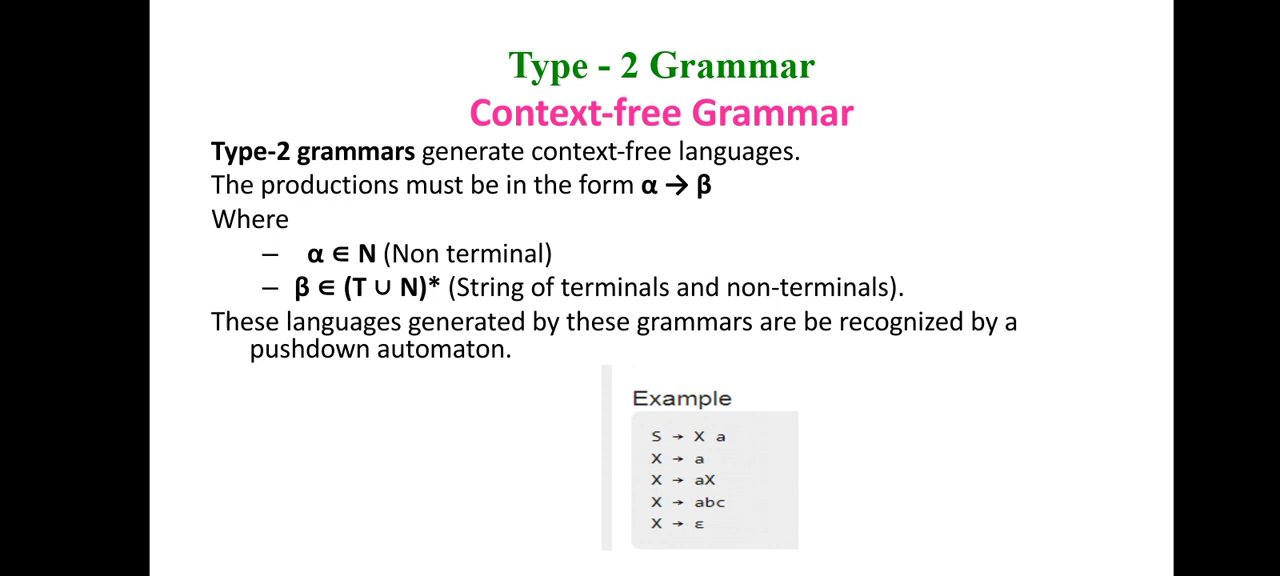 Type - 2 Grammar
Context-free Grammar
Type-2 grammars generate context-free languages.
The productions must be in the form α → β
Where
– α ∈ N (Non terminal)
– β ∈ (T ∪ N)* (String of terminals and non-terminals).
These languages generated by these grammars are be recognized by a
pushdown automaton.
Example
S → X a
X → a
X → aX
X → abc
X → ε